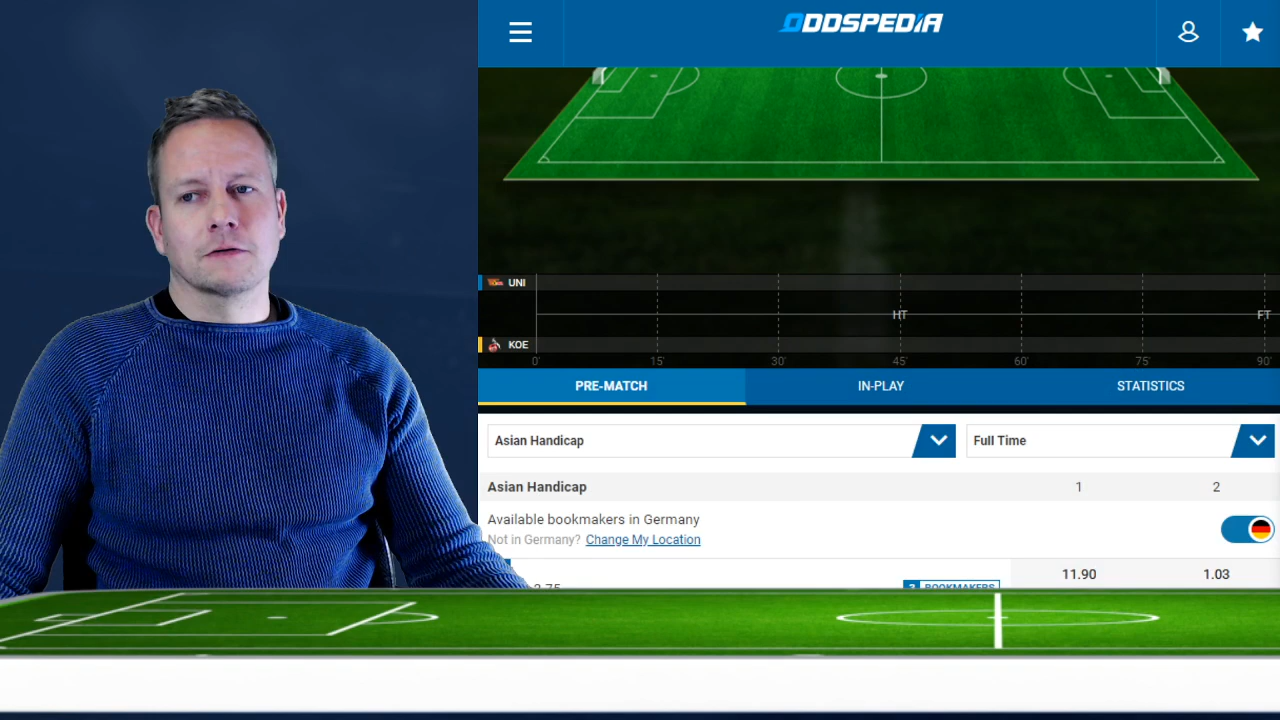 ODDSPEDIA
UNI
HT
FT
KOE
0' 15' 30' 45' 60' 75' 90'
PRE-MATCH IN-PLAY STATISTICS
Asian Handicap Full Time
Asian Handicap 1 2
Available bookmakers in Germany
Not in Germany? Change My Location
11.90 1.03
BOOKMAKERS